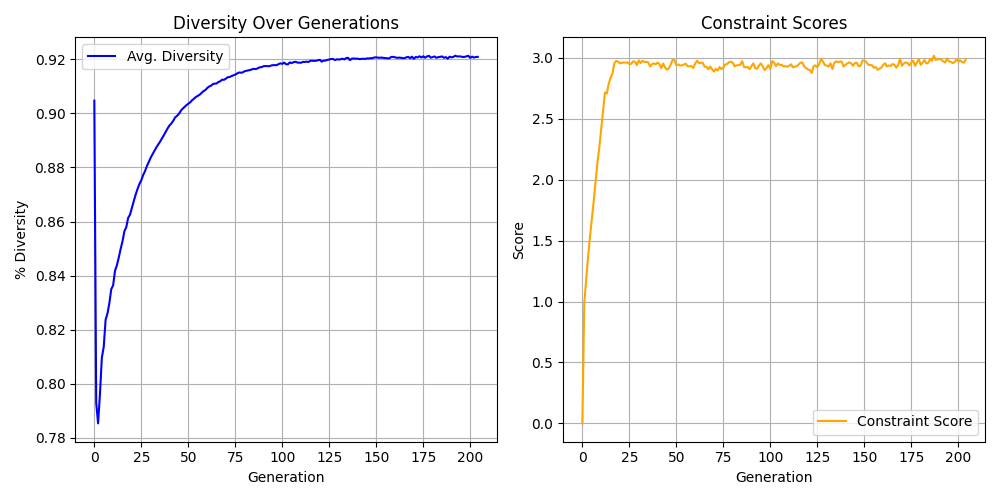 Diversity Over Generations
Avg. Diversity
% Diversity
0.92
0.90
0.88
0.86
0.84
0.82
0.80
0.78
0 25 50 75 100 125 150 175 200
Generation
Constraint Scores
Score
3.0
2.5
2.0
1.5
1.0
0.5
0.0
Constraint Score
0 25 50 75 100 125 150 175 200
Generation